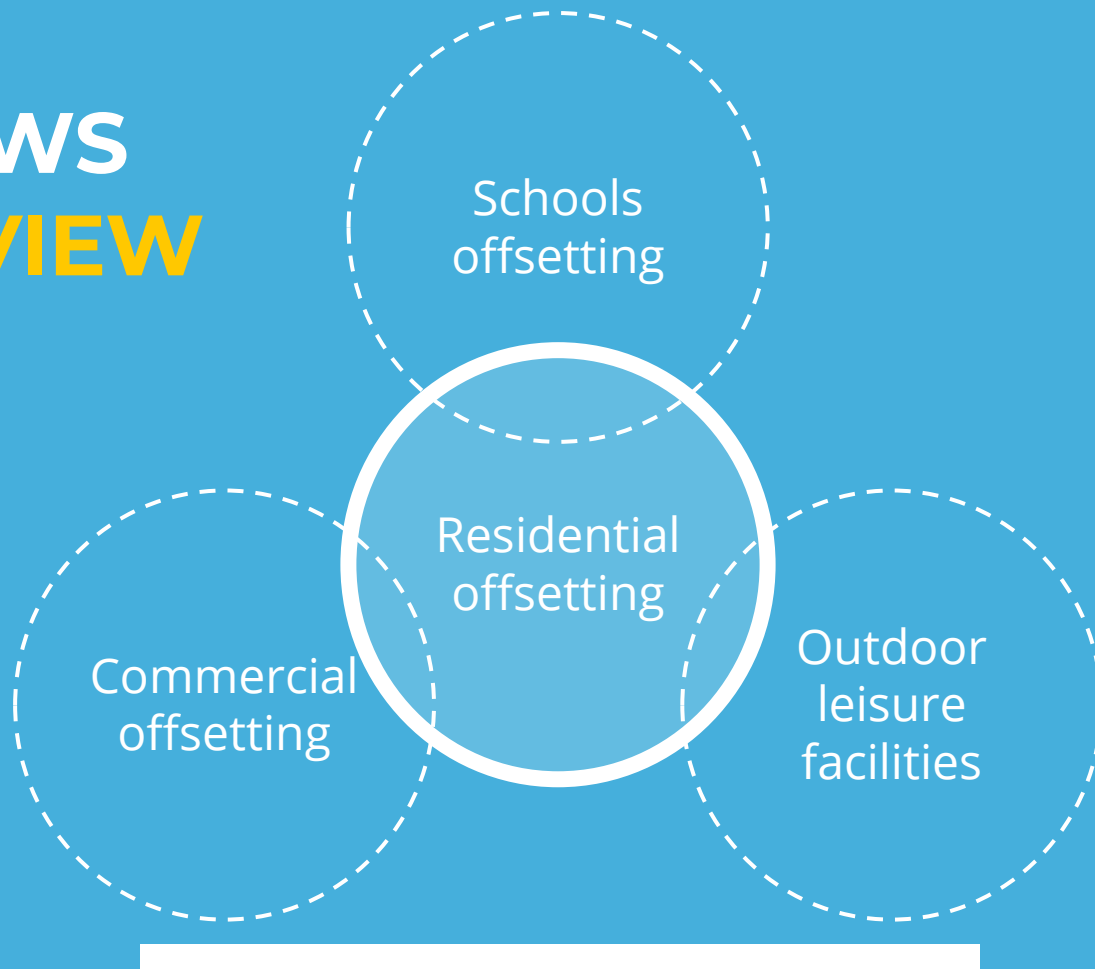 WS
VIEW
Schools
offsetting
Residential
offsetting
Commercial
offsetting
Outdoor
leisure
facilities